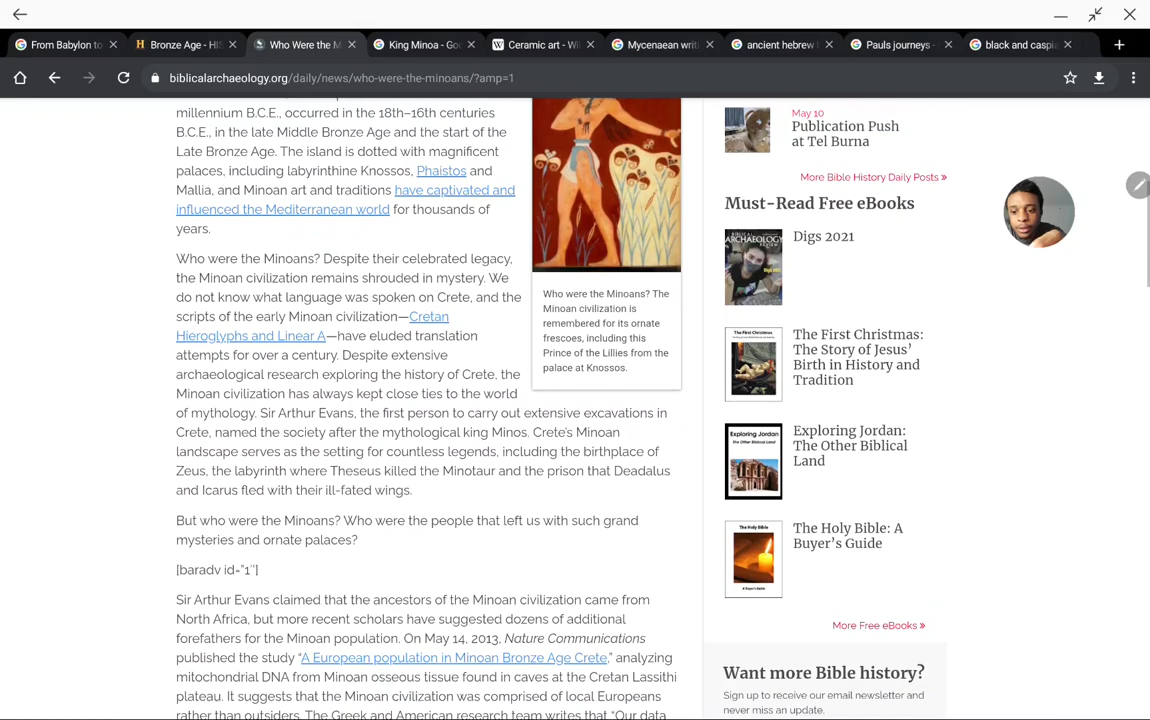 From Babylon to
Bronze Age - HIS
Who Were the M
King Minoa - Goo
Ceramic art - Wi
Mycenaean writ
ancient hebrew
Pauls journeys -
black and caspi
biblicalarchaeology.org/daily/news/who-were-the-minoans/?amp=1
millennium B.C.E., occurred in the 18th–16th centuries
B.C.E., in the late Middle Bronze Age and the start of the
Late Bronze Age. The island is dotted with magnificent
palaces, including labyrinthine Knossos, Phaistos and
Mallia, and Minoan art and traditions have captivated and
influenced the Mediterranean world for thousands of
years.
Who were the Minoans? Despite their celebrated legacy,
the Minoan civilization remains shrouded in mystery. We
do not know what language was spoken on Crete, and the
scripts of the early Minoan civilization—Cretan
Hieroglyphs and Linear A—have eluded translation
attempts for over a century. Despite extensive
archaeological research exploring the history of Crete, the
Minoan civilization has always kept close ties to the world
of mythology. Sir Arthur Evans, the first person to carry out extensive excavations in
Crete, named the society after the mythological king Minos. Crete's Minoan
landscape serves as the setting for countless legends, including the birthplace of
Zeus, the labyrinth where Theseus killed the Minotaur and the prison that Deadalus
and Icarus fled with their ill-fated wings.
But who were the Minoans? Who were the people that left us with such grand
mysteries and ornate palaces?
[baradv id="1″]
Sir Arthur Evans claimed that the ancestors of the Minoan civilization came from
North Africa, but more recent scholars have suggested dozens of additional
forefathers for the Minoan population. On May 14, 2013, Nature Communications
published the study "A European population in Minoan Bronze Age Crete," analyzing
mitochondrial DNA from Minoan osseous tissue found in caves at the Cretan Lassithi
plateau. It suggests that the Minoan civilization was comprised of local Europeans
rather than outsiders. The Greek and American research team writes that "Our data
Who were the Minoans? The
Minoan civilization is
remembered for its ornate
frescoes, including this
Prince of the Lillies from the
palace at Knossos.
May 10
Publication Push
at Tel Burna
More Bible History Daily Posts »
Must-Read Free eBooks
ARCHAEOLOGY
Digs 2021
The First Christmas
The First Christmas:
The Story of Jesus'
Birth in History and
Tradition
Exploring Jordan
Exploring Jordan:
The Other Biblical
Land
The Holy Bible
The Holy Bible: A
Buyer's Guide
More Free eBooks »
Want more Bible history?
Sign up to receive our email newsletter and
never miss an update.